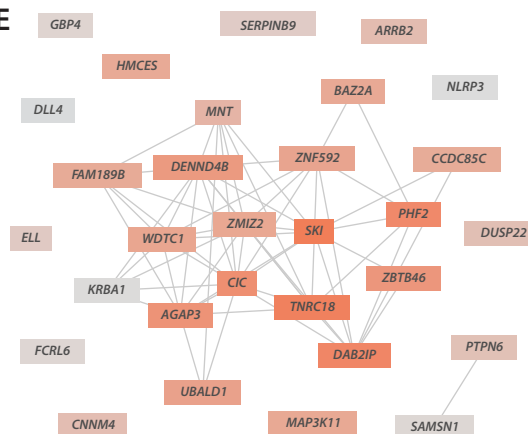 E
GBP4
SERPINB9
ARRB2
HMCES
BAZ2A
NLRP3
DLL4
MNT
ZNF592
CCDC85C
DENND4B
FAM189B
PHF2
ZMIZ2
SKI
DUSP22
ELL
WDTC1
ZBTB46
CIC
KRBA1
TNRC18
AGAP3
PTPN6
FCRL6
DAB2IP
UBALD1
CNNM4
MAP3K11
SAMSN1